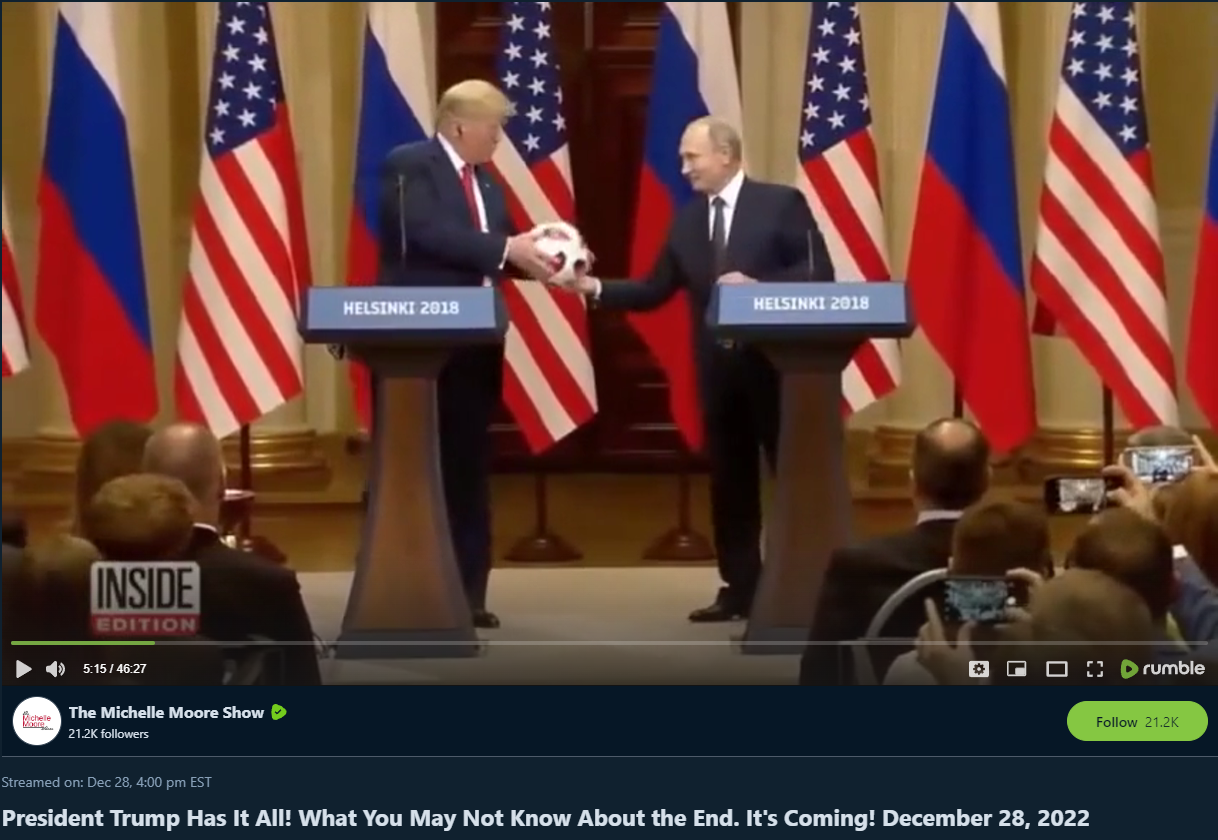 HELSINKI 2018
HELSINKI 2018
INSIDE
EDITION
5:15 / 46:27
rumble
The Michelle Moore Show
21.2K followers
Follow 21.2K
Streamed on: Dec 28, 4:00 pm EST
President Trump Has It All! What You May Not Know About the End. It's Coming! December 28, 2022